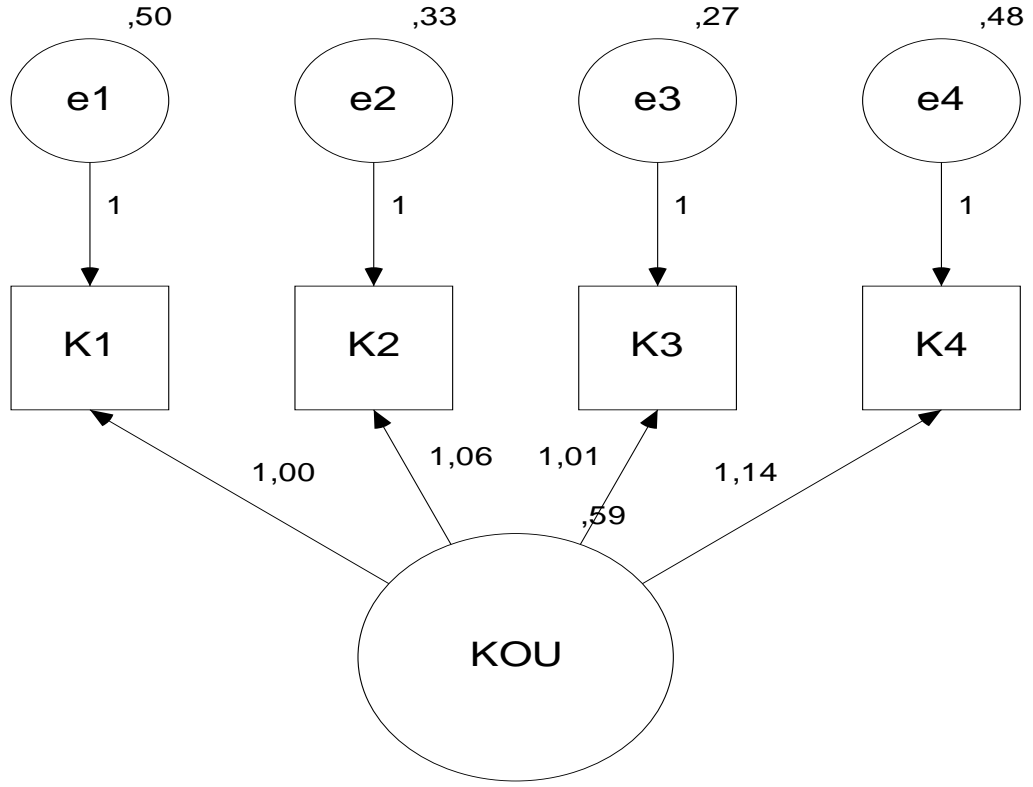 ,50
,33
,27
,48
e1
e2
e3
e4
1
1
1
1
K1
K2
K3
K4
1,00
1,06
1,01
1,14
,59
KOU